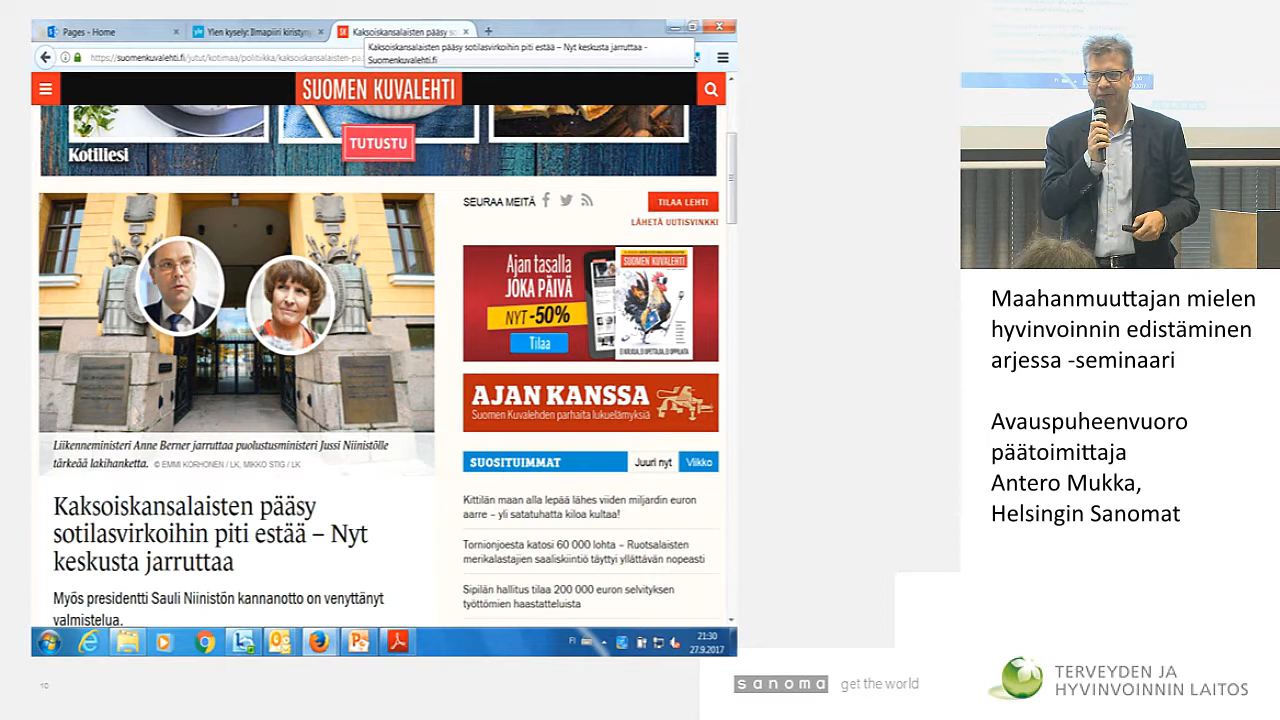 Pages - Home
Ylen kysely: Ilmapiiri kiristyny
Kaksoiskansalaisten pääsy so
Kaksoiskansalaisten pääsy sotilasvirkoihin piti estää – Nyt keskusta jarruttaa -
Suomenkuvalehti.fi
https://suomenkuvalehti.fi/jutut/kotimaa/politiikka/kaksoiskansalaisten-pa
SUOMEN KUVALEHTI
TUTUSTU
Kotiliesi
SEURAA MEITÄ
TILAA LEHTI
LÄHETÄ UUTISVINKKI
Ajan tasalla
JOKA PÄIVÄ
NYT -50%
Tilaa
SUOMEN KUVALEHTI
AJAN KANSSA
Suomen Kuvalehden parhaita lukuelämyksiä
Liikenneministeri Anne Berner jarruttaa puolustusministeri Jussi Niinistölle
tärkeää lakihanketta. © EMMI KORHONEN / LK, MIKKO STIG / LK
SUOSITUIMMAT
Juuri nyt
Viikko
Kaksoiskansalaisten pääsy
sotilasvirkoihin piti estää – Nyt
keskusta jarruttaa
Myös presidentti Sauli Niinistön kannanotto on venyttänyt
valmistelua.
Kittilän maan alla lepää lähes viiden miljardin euron
aarre – yli satatuhatta kiloa kultaa!
Tornionjoesta katosi 60 000 lohta – Ruotsalaisten
merikalastajien saaliskiintiö täyttyi yllättävän nopeasti
Sipilän hallitus tilaa 200 000 euron selvityksen
työttömien haastatteluista
FI
21:30
27.9.2017
10
sanoma
get the world
Maahanmuuttajan mielen
hyvinvoinnin edistäminen
arjessa -seminaari
Avauspuheenvuoro
päätoimittaja
Antero Mukka,
Helsingin Sanomat
TERVEYDEN JA
HYVINVOINNIN LAITOS